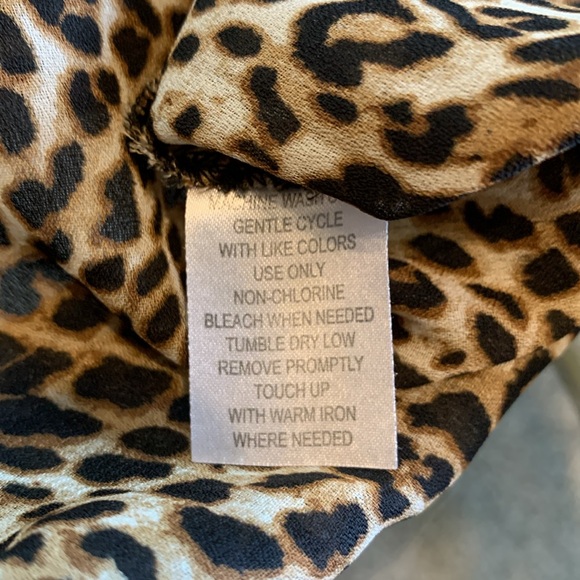 MACHINE WASH
GENTLE CYCLE
WITH LIKE COLORS
USE ONLY
NON-CHLORINE
BLEACH WHEN NEEDED
TUMBLE DRY LOW
REMOVE PROMPTLY
TOUCH UP
WITH WARM IRON
WHERE NEEDED